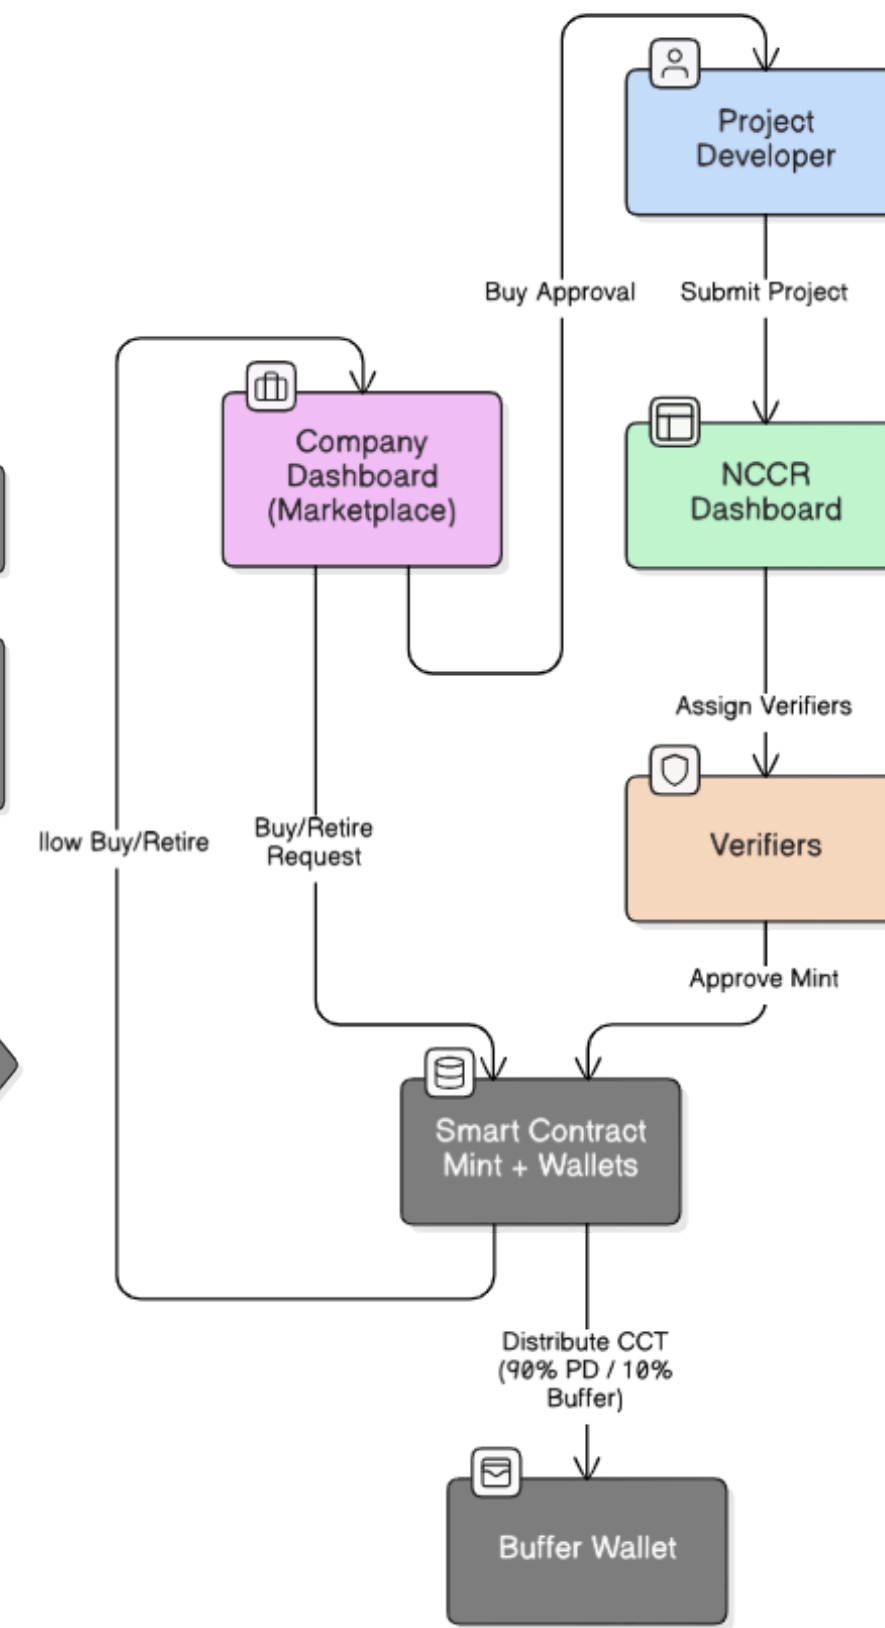 Project
Developer
Buy Approval
Submit Project
Company
Dashboard
(Marketplace)
NCCR
Dashboard
Assign Verifiers
llow Buy/Retire
Buy/Retire
Request
Verifiers
Approve Mint
Smart Contract
Mint + Wallets
Distribute CCT
(90% PD / 10%
Buffer)
Buffer Wallet